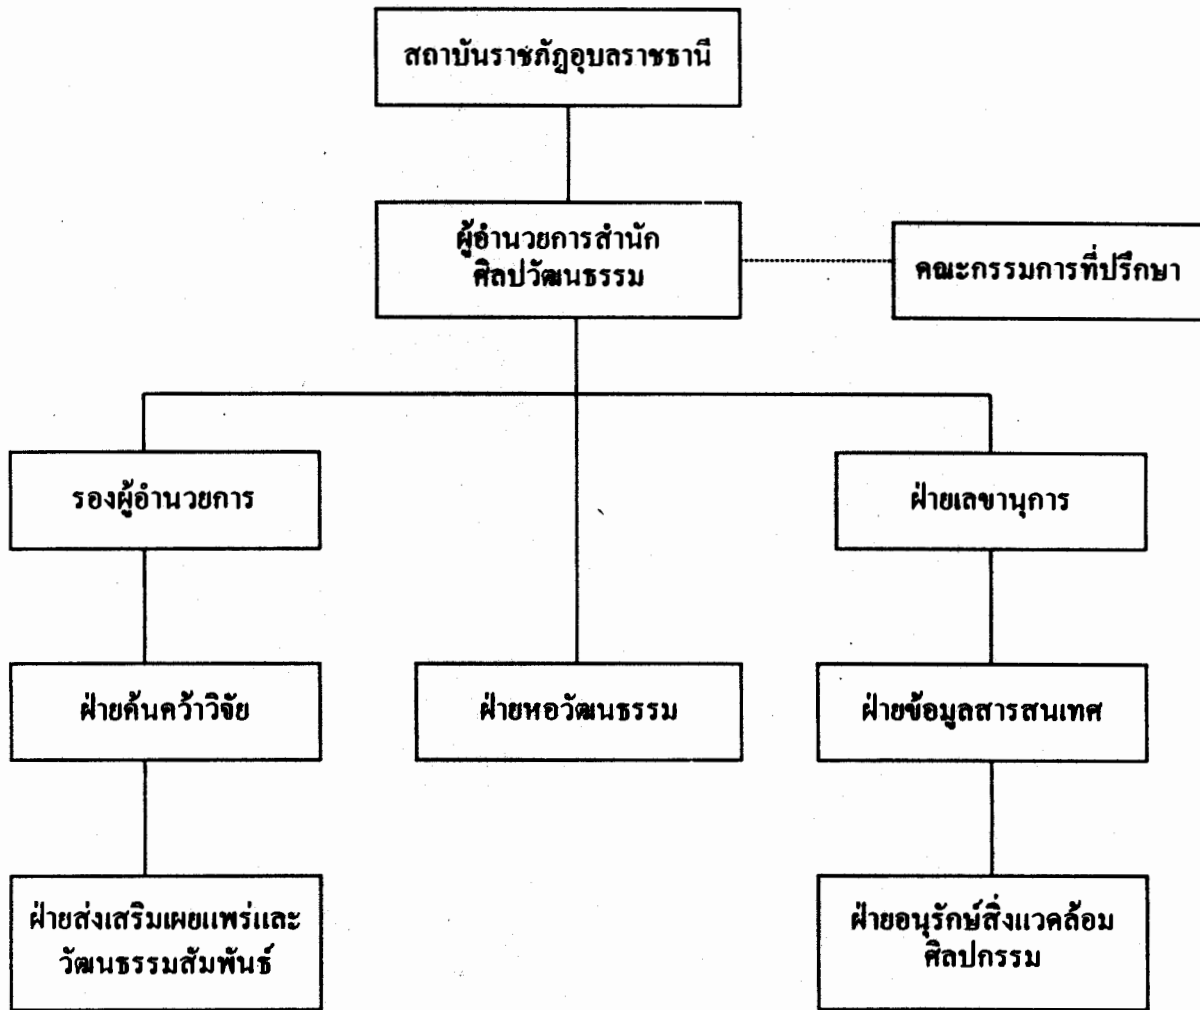 สถาบันราชภัฏอุบลราชธานี
ผู้อำนวยการสำนัก
ศิลปวัฒนธรรม
คณะกรรมการที่ปรึกษา
รองผู้อำนวยการ
ฝ่ายเลขานุการ
ฝ่ายค้นคว้าวิจัย
ฝ่ายหอวัฒนธรรม
ฝ่ายข้อมูลสารสนเทศ
ฝ่ายส่งเสริมเผยแพร่และ
วัฒนธรรมสัมพันธ์
ฝ่ายอนุรักษ์สิ่งแวดล้อม
ศิลปกรรม